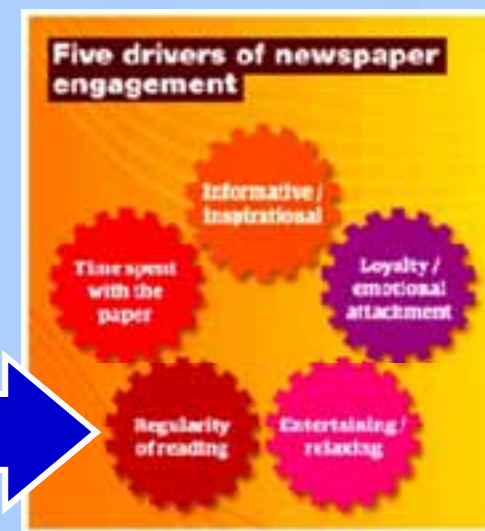 Five drivers of newspaper
engagement
Informative /
Inspirational
Time spent
with the
paper
Loyalty /
emotional
attachment
Regularity
of reading
Entertaining /
relaxing